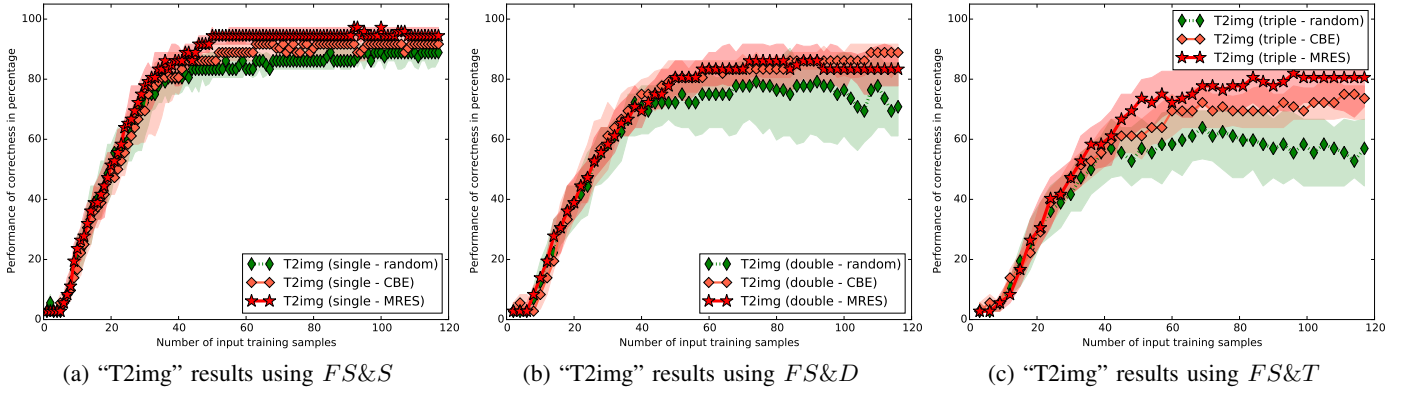 Performance of correctness in percentage
100
80
60
40
20
0
0 20 40 60 80 100 120
Number of input training samples
T2img (single - random)
T2img (single - CBE)
T2img (single - MRES)
(a) “T2img” results using FS&S
Performance of correctness in percentage
100
80
60
40
20
0
0 20 40 60 80 100 120
Number of input training samples
T2img (double - random)
T2img (double - CBE)
T2img (double - MRES)
(b) “T2img” results using FS&D
Performance of correctness in percentage
100
80
60
40
20
0
0 20 40 60 80 100 120
Number of input training samples
T2img (triple - random)
T2img (triple - CBE)
T2img (triple - MRES)
(c) “T2img” results using FS&T